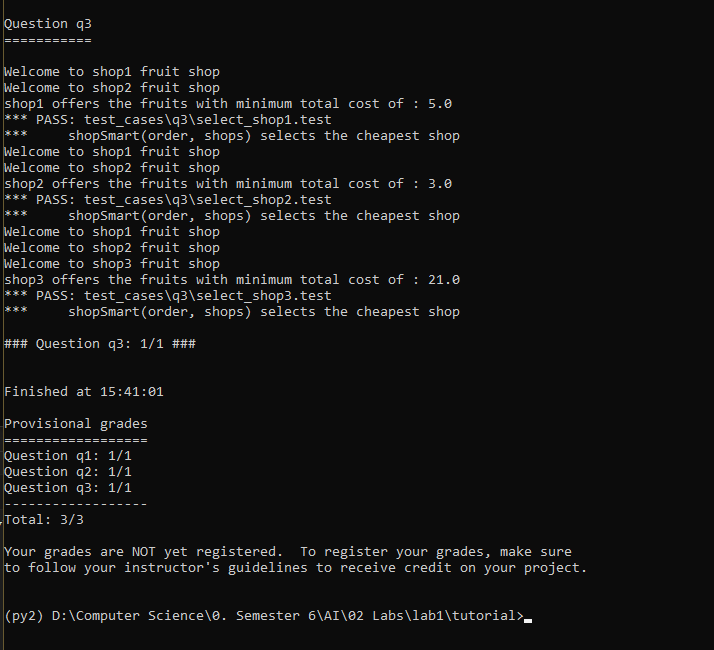 Question q3
===========
Welcome to shop1 fruit shop
Welcome to shop2 fruit shop
shop1 offers the fruits with minimum total cost of : 5.0
*** PASS: test_cases\q3\select_shop1.test
***     shopSmart(order, shops) selects the cheapest shop
Welcome to shop1 fruit shop
Welcome to shop2 fruit shop
shop2 offers the fruits with minimum total cost of : 3.0
*** PASS: test_cases\q3\select_shop2.test
***     shopSmart(order, shops) selects the cheapest shop
Welcome to shop1 fruit shop
Welcome to shop2 fruit shop
Welcome to shop3 fruit shop
shop3 offers the fruits with minimum total cost of : 21.0
*** PASS: test_cases\q3\select_shop3.test
***     shopSmart(order, shops) selects the cheapest shop
### Question q3: 1/1 ###
Finished at 15:41:01
Provisional grades
==================
Question q1: 1/1
Question q2: 1/1
Question q3: 1/1
------------------
Total: 3/3
Your grades are NOT yet registered.  To register your grades, make sure
to follow your instructor's guidelines to receive credit on your project.
(py2) D:\Computer Science\0. Semester 6\AI\02 Labs\lab1\tutorial>